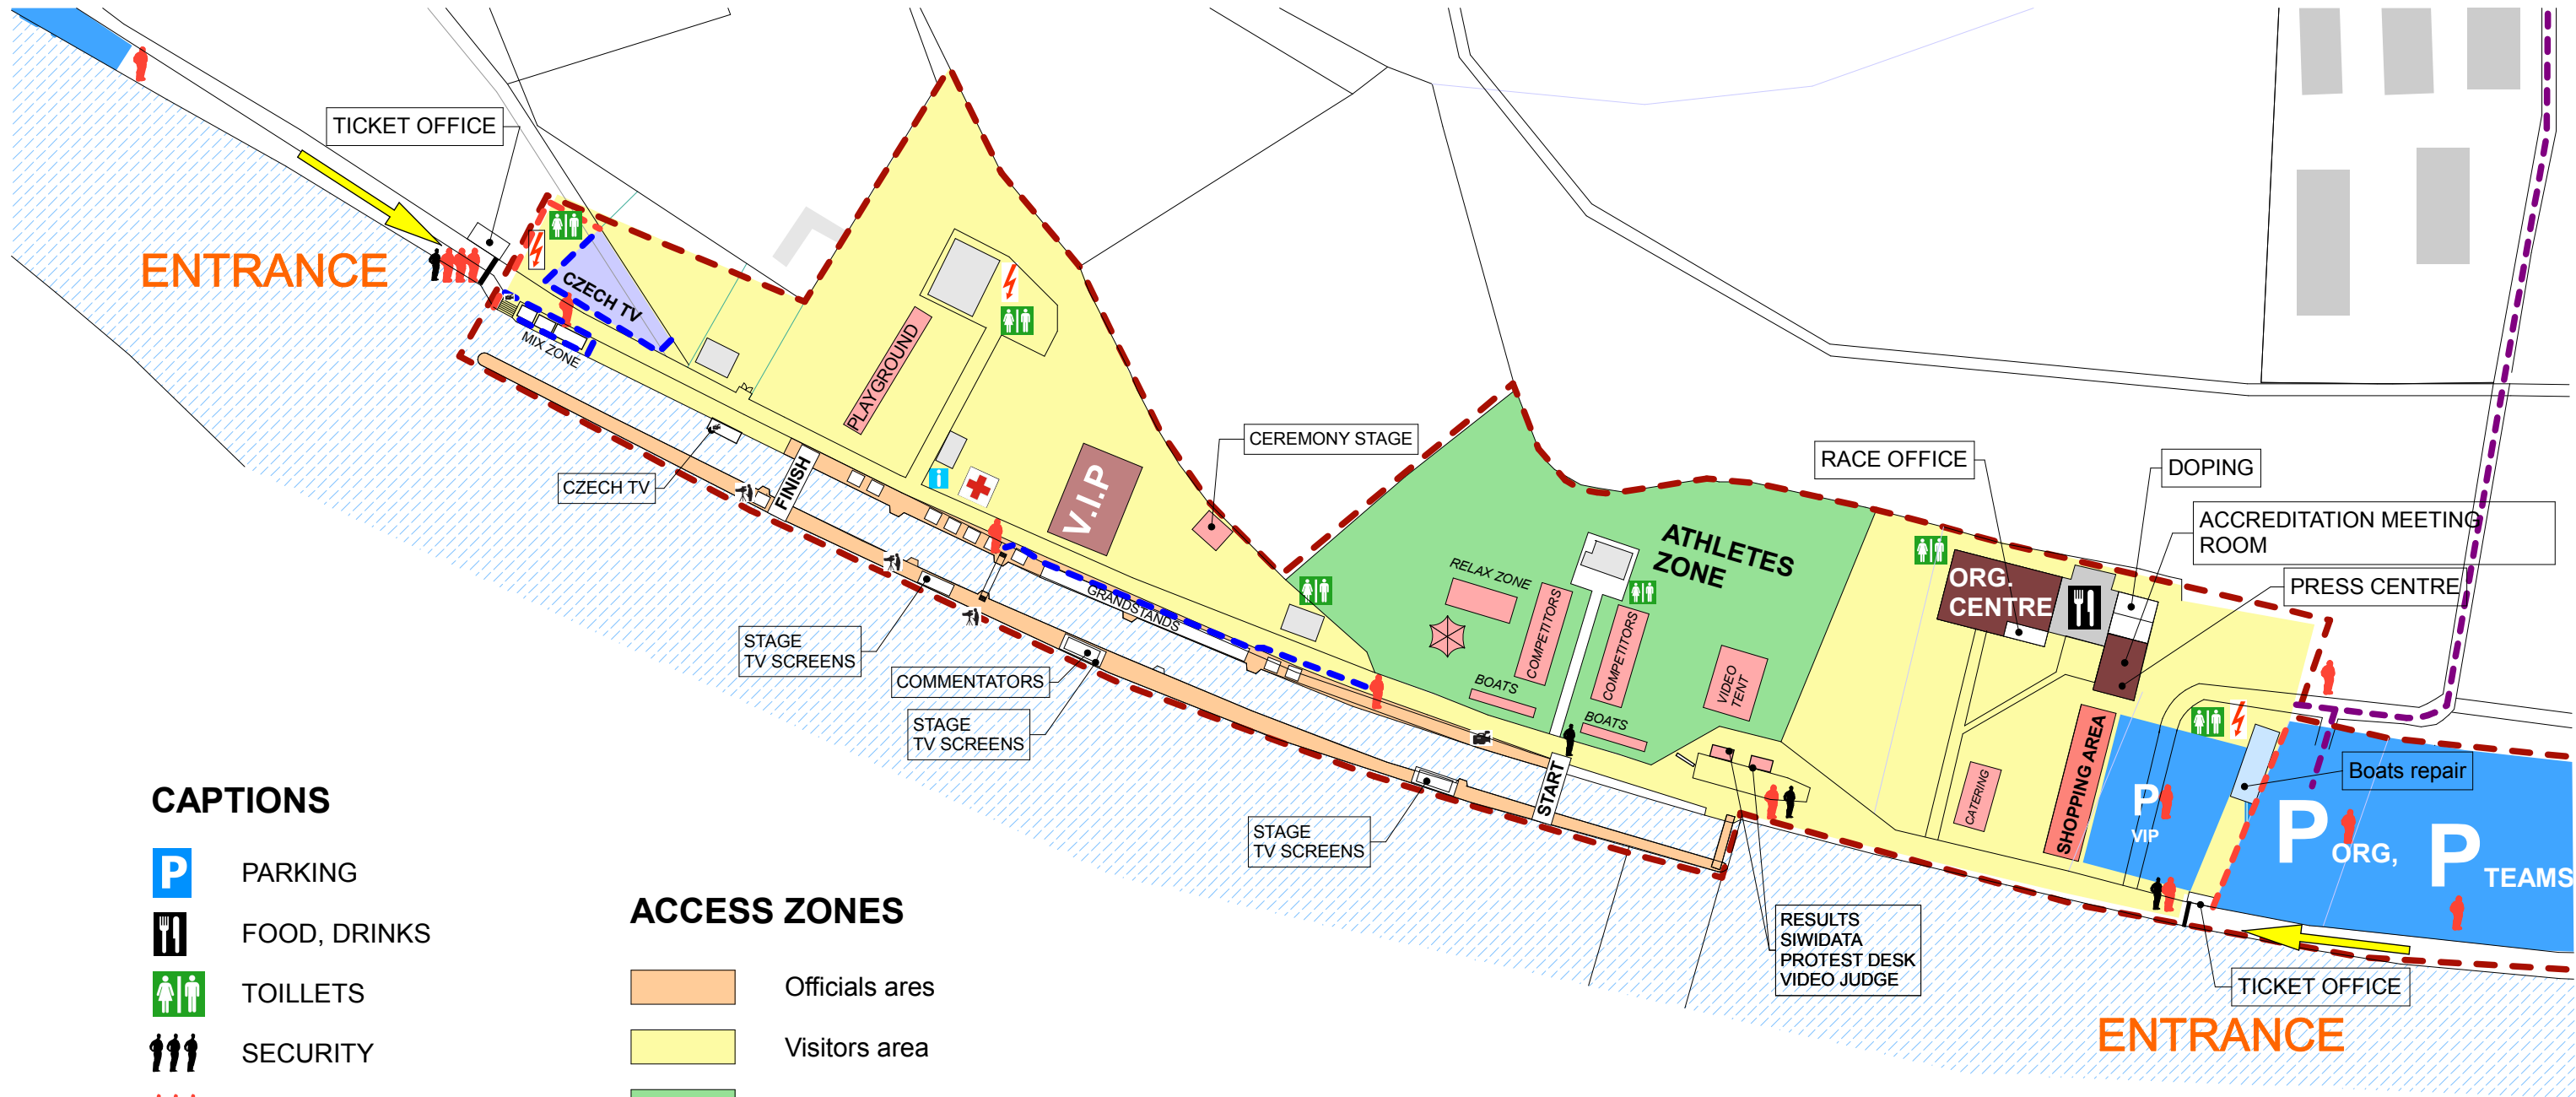 TICKET OFFICE
ENTRANCE
CZECH TV
MIX ZONE
PLAYGROUND
CZECH TV
FINISH
i
V.I.P
CEREMONY STAGE
GRANDSTANDS
STAGE
TV SCREENS
COMMENTATORS
STAGE
TV SCREENS
STAGE
TV SCREENS
START
ATHLETES
ZONE
RELAX ZONE
COMPETITORS
COMPETITORS
BOATS
BOATS
VIDEO
TENT
RACE OFFICE
DOPING
ACCREDITATION MEETING
ROOM
PRESS CENTRE
ORG.
CENTRE
CATERING
SHOPPING AREA
P
VIP
Boats repair
P ORG,
P TEAMS
RESULTS
SIWIDATA
PROTEST DESK
VIDEO JUDGE
TICKET OFFICE
ENTRANCE
CAPTIONS
P PARKING
FOOD, DRINKS
TOILLETS
SECURITY
ACCESS ZONES
Officials ares
Visitors area